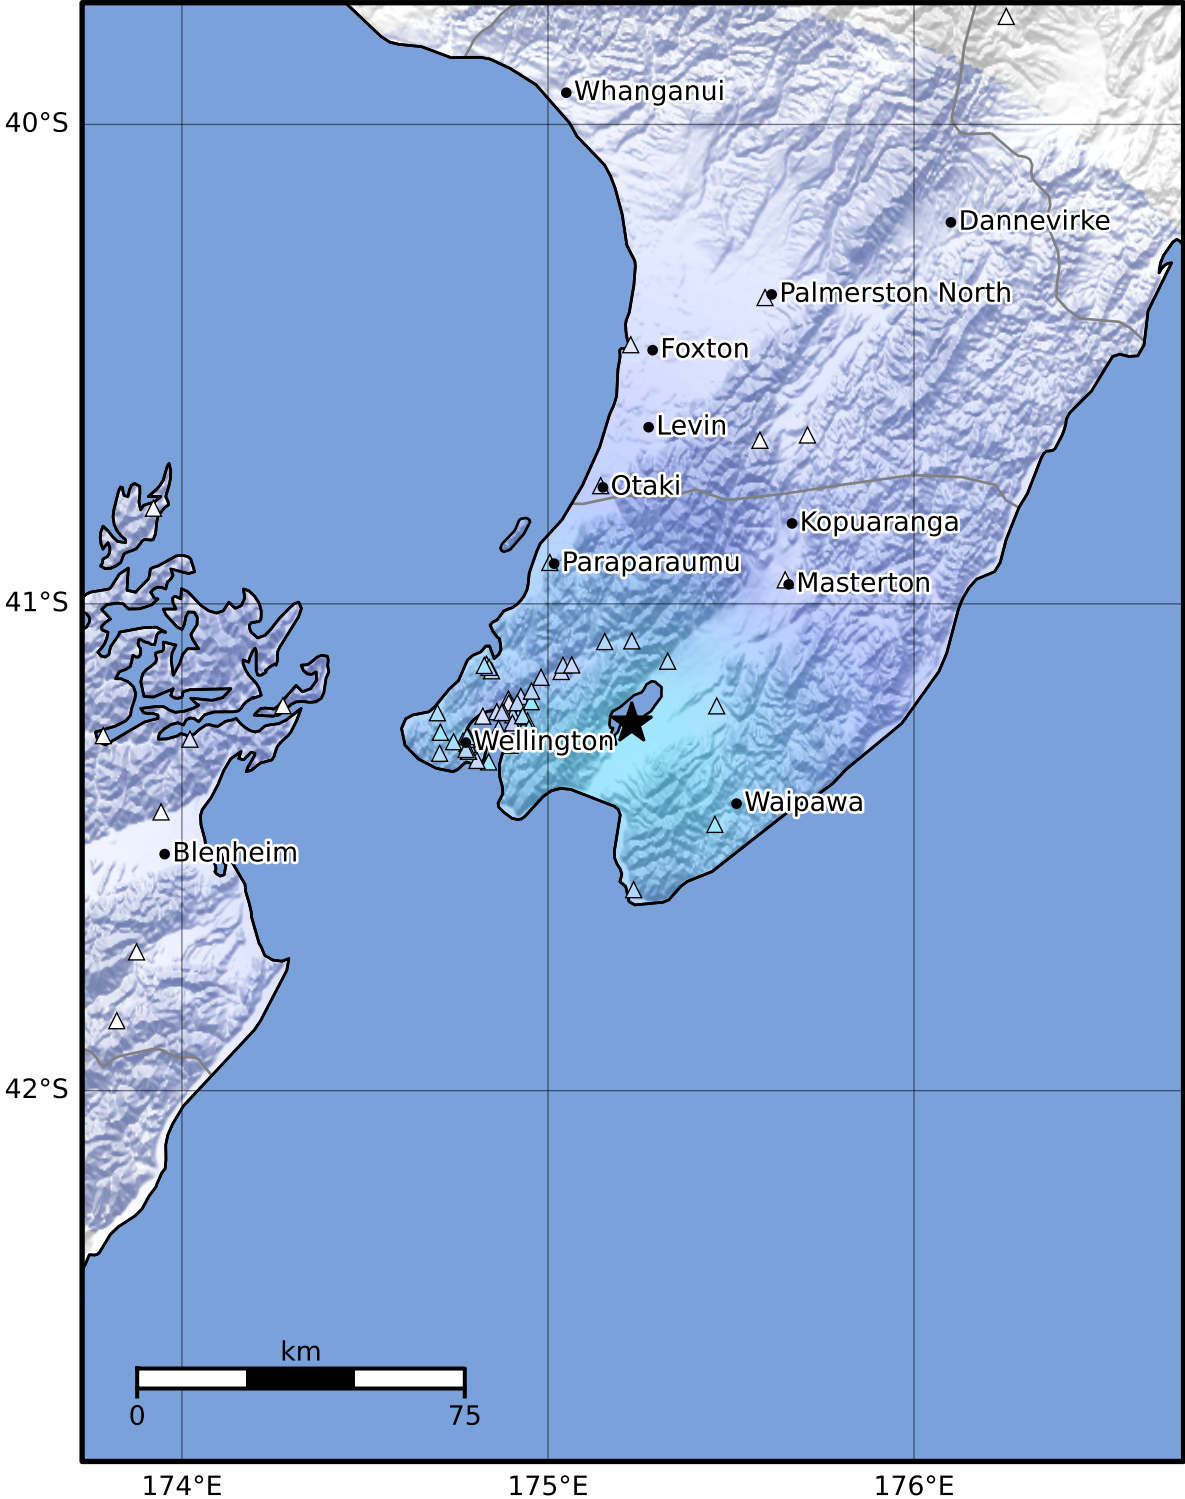 Whanganui
40°S
Dannevirke
Palmerston North
Foxton
Levin
Otaki
Kopuaranga
Paraparaumu
Masterton
41°S
Wellington
Waipawa
Blenheim
42°S
km
0 75
174°E 175°E 176°E